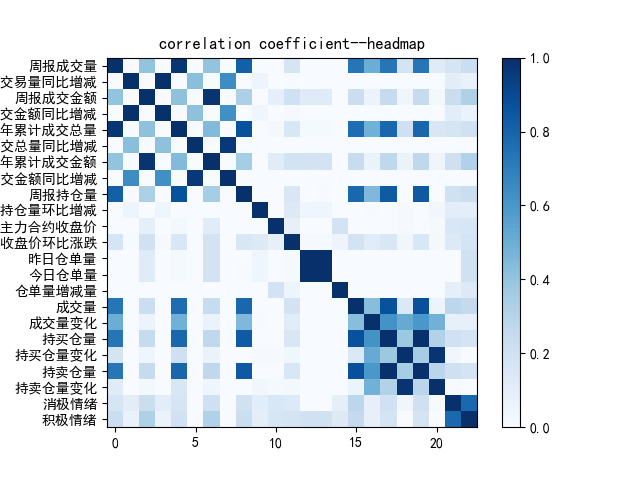 correlation coefficient--headmap
周报成交量
交易量同比增减
周报成交金额
交金额同比增减
年累计成交总量
交总量同比增减
年累计成交金额
交金额同比增减
周报持仓量
持仓量环比增减
主力合约收盘价
收盘价环比涨跌
昨日仓单量
今日仓单量
仓单量增减量
成交量
成交量变化
持买仓量
持买仓量变化
持卖仓量
持卖仓量变化
消极情绪
积极情绪
0 5 10 15 20
1.0
0.8
0.6
0.4
0.2
0.0